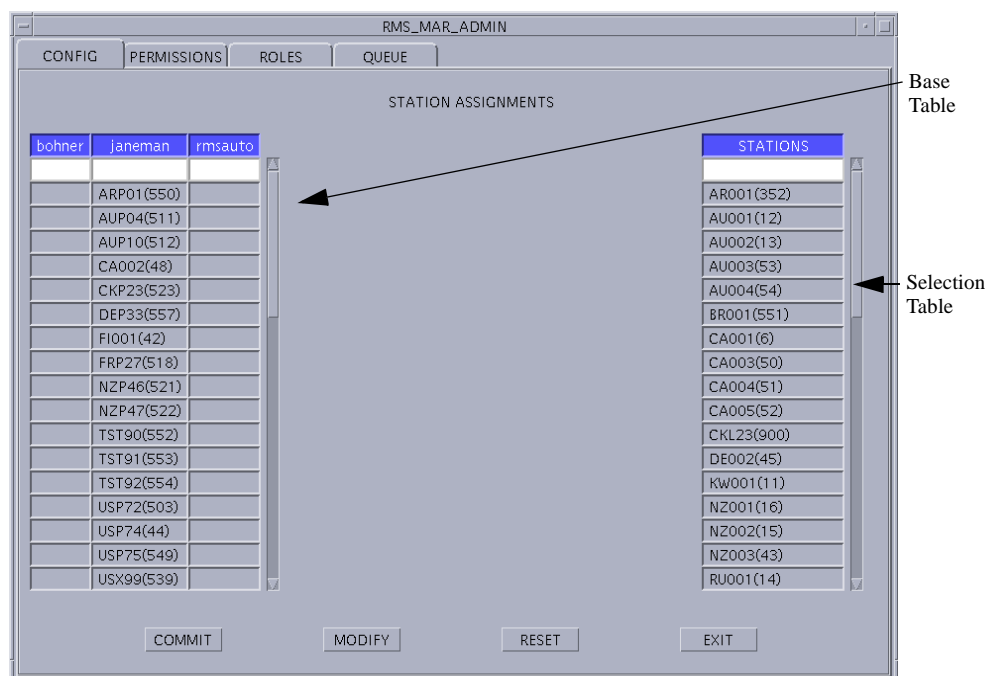 RMS_MAR_ADMIN
CONFIG PERMISSIONS ROLES QUEUE
STATION ASSIGNMENTS
Base
Table
bohner janeman rmsauto STATIONS
ARP01(550) AR001(352)
AUP04(511) AU001(12)
AUP10(512) AU002(13)
CA002(48) AU003(53)
CKP23(523) AU004(54)
Selection
Table
DEP33(557) BR001(551)
FI001(42) CA001(6)
FRP27(518) CA003(50)
NZP46(521) CA004(51)
NZP47(522) CA005(52)
TST90(552) CKL23(900)
TST91(553) DE002(45)
TST92(554) KW001(11)
USP72(503) NZ001(16)
USP74(44) NZ002(15)
USP75(549) NZ003(43)
USX99(539) RU001(14)
COMMIT MODIFY RESET EXIT